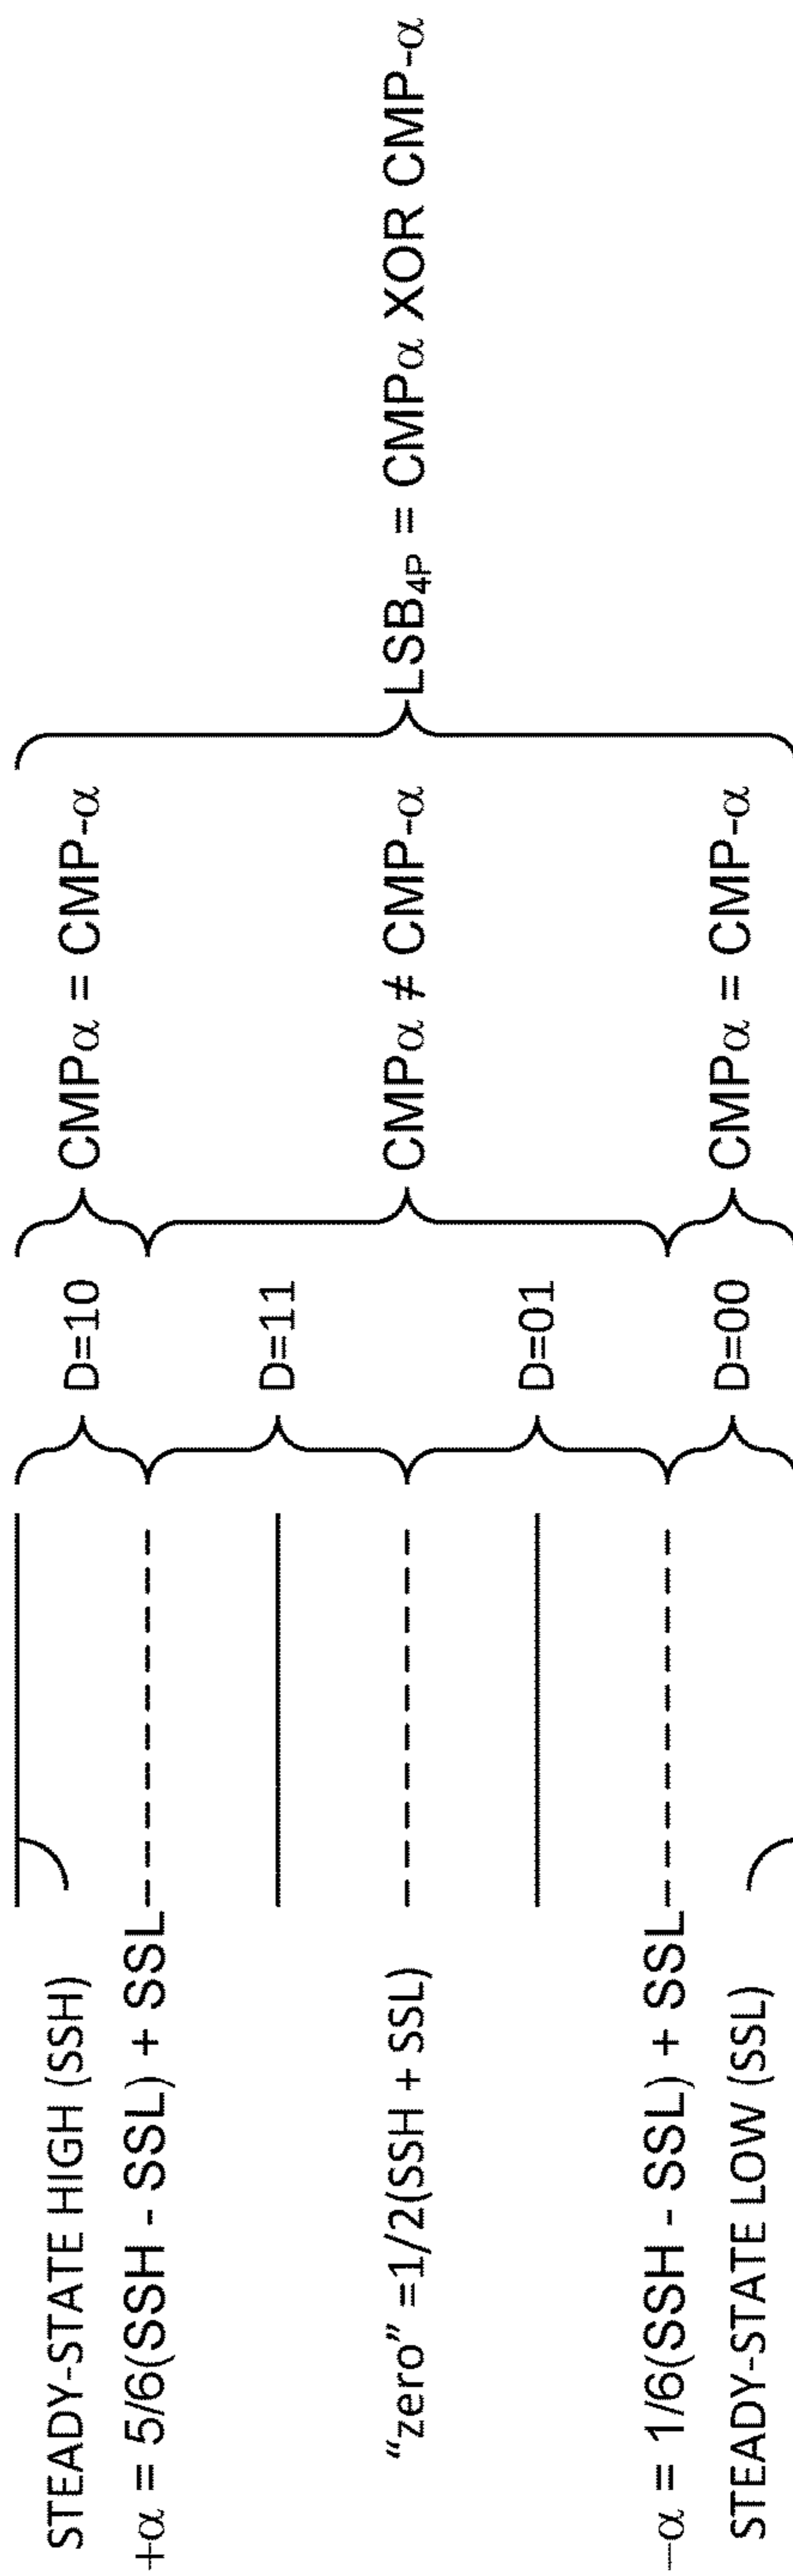 STEADY-STATE HIGH (SSH)
+α = 5/6(SSH - SSL) + SSL
"zero" =1/2(SSH + SSL)
–α = 1/6(SSH - SSL) + SSL
STEADY-STATE LOW (SSL)
D=10
D=11
D=01
D=00
CMPα = CMP-α
CMPα ≠ CMP-α
CMPα = CMP-α
LSB4P = CMPα XOR CMP-α